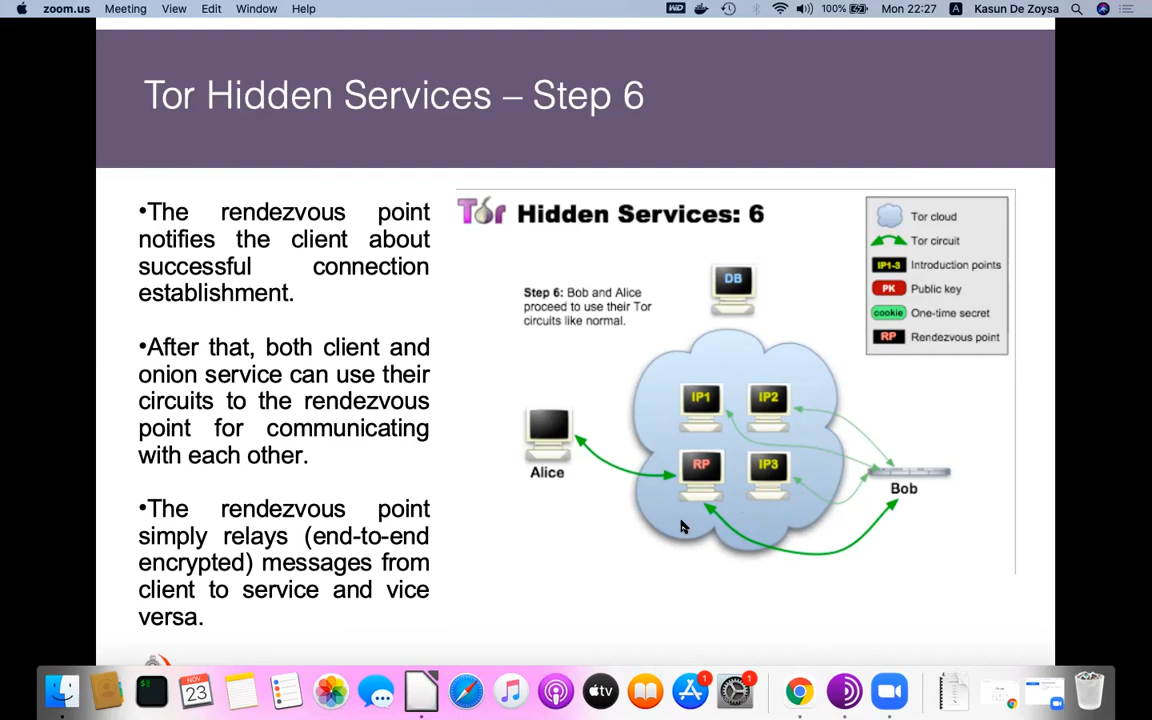 zoom.us Meeting View Edit Window Help WD 100% Mon 22:27 A Kasun De Zoysa
Tor Hidden Services – Step 6
•The rendezvous point
notifies the client about
successful connection
establishment.
•After that, both client and
onion service can use their
circuits to the rendezvous
point for communicating
with each other.
•The rendezvous point
simply relays (end-to-end
encrypted) messages from
client to service and vice
versa.
Tor Hidden Services: 6
Step 6: Bob and Alice
proceed to use their Tor
circuits like normal.
DB
IP1 IP2
RP IP3
Alice
Bob
Tor cloud
Tor circuit
IP1-3 Introduction points
PK Public key
cookie One-time secret
RP Rendezvous point
NOV
23
tv
1
1